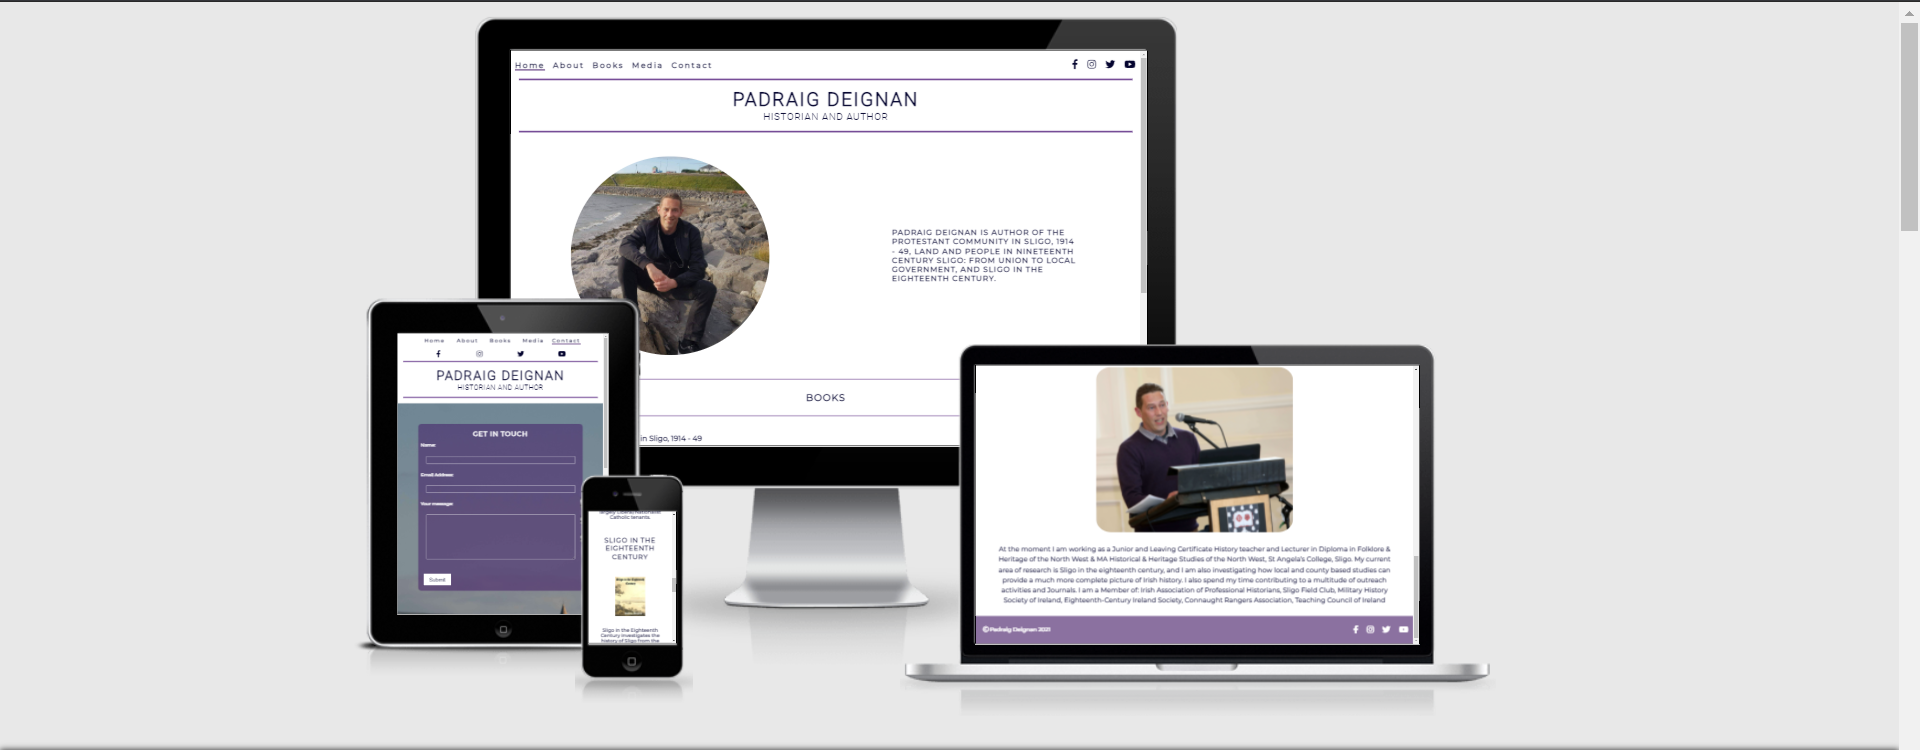 Home About Books Media Contact
PADRAIG DEIGNAN
HISTORIAN AND AUTHOR
PADRAIG DEIGNAN IS AUTHOR OF THE
PROTESTANT COMMUNITY IN SLIGO, 1914
- 49, LAND AND PEOPLE IN NINETEENTH
CENTURY SLIGO: FROM UNION TO LOCAL
GOVERNMENT, AND SLIGO IN THE
EIGHTEENTH CENTURY.
BOOKS
in Sligo, 1914 - 49
Home About Books Media Contact
PADRAIG DEIGNAN
HISTORIAN AND AUTHOR
GET IN TOUCH
Name:
Email Address:
Your message:
Submit
largely Liberal/Nationalist
Catholic tenants.
SLIGO IN THE
EIGHTEENTH
CENTURY
Sligo in the Eighteenth
Century investigates the
history of Sligo from the
At the moment I am working as a Junior and Leaving Certificate History teacher and Lecturer in Diploma in Folklore &
Heritage of the North West & MA Historical & Heritage Studies of the North West, St Angela's College, Sligo. My current
area of research is Sligo in the eighteenth century, and I am also investigating how local and county based studies can
provide a much more complete picture of Irish history. I also spend my time contributing to a multitude of outreach
activities and Journals. I am a Member of: Irish Association of Professional Historians, Sligo Field Club, Military History
Society of Ireland, Eighteenth-Century Ireland Society, Connaught Rangers Association, Teaching Council of Ireland
© Padraig Deignan 2021